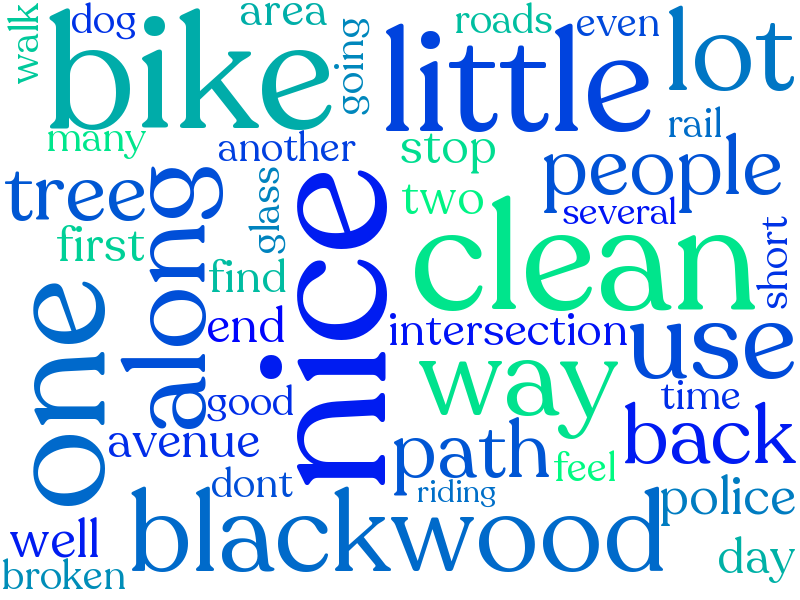 walk
dog
area
bike
going
little
roads
even
lot
rail
many
another
stop
people
tree
along
glass
nice
two
several
first
find
clean
short
one
end
intersection
use
way
good
time
avenue
back
path
feel
dont
riding
police
blackwood
well
broken
day